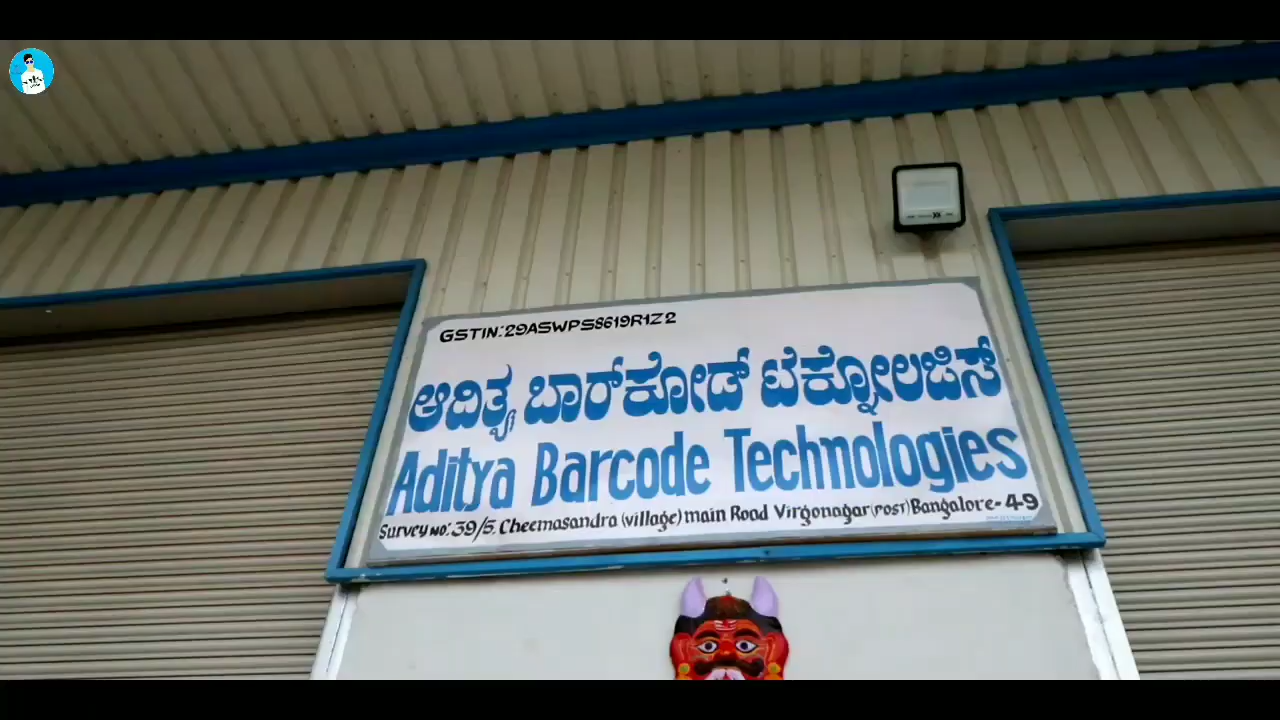 GSTIN:29ASWPS8619R1Z2
ಆದಿತ್ಯ ಬಾರ್‌ಕೋಡ್ ಟೆಕ್ನೋಲಜಿಸ್
Aditya Barcode Technologies
Survey No: 39/5, Cheemasandra (village) main Road Virgonagar (POST) Bangalore-49